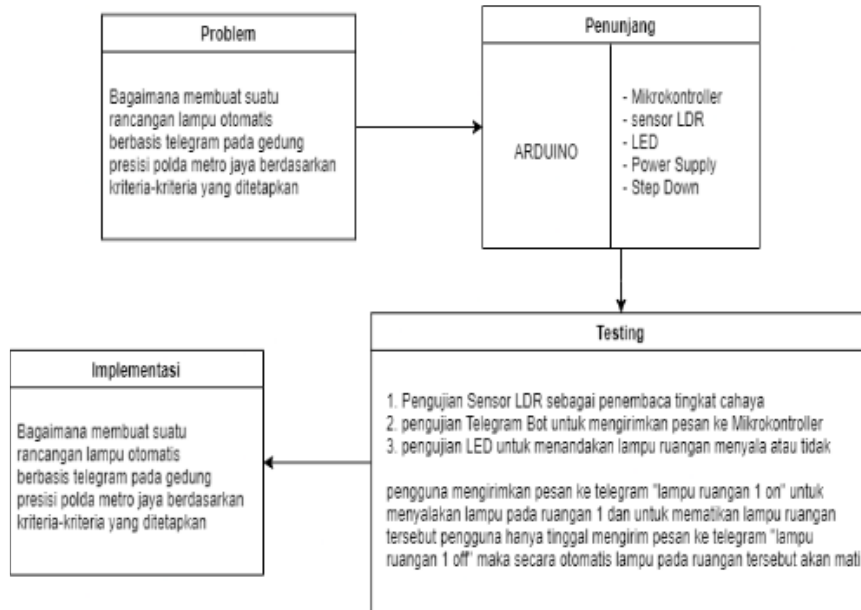 Problem
Bagaimana membuat suatu
rancangan lampu otomatis
berbasis telegram pada gedung
presisi polda metro jaya berdasarkan
kriteria-kriteria yang ditetapkan
Penunjang
ARDUINO
- Mikrokontroller
- sensor LDR
- LED
- Power Supply
- Step Down
Testing
1. Pengujian Sensor LDR sebagai penembaca tingkat cahaya
2. pengujian Telegram Bot untuk mengirimkan pesan ke Mikrokontroller
3. pengujian LED untuk menandakan lampu ruangan menyala atau tidak
pengguna mengirimkan pesan ke telegram "lampu ruangan 1 on" untuk
menyalakan lampu pada ruangan 1 dan untuk mematikan lampu ruangan
tersebut pengguna hanya tinggal mengirim pesan ke telegram "lampu
ruangan 1 off" maka secara otomatis lampu pada ruangan tersebut akan mati
Implementasi
Bagaimana membuat suatu
rancangan lampu otomatis
berbasis telegram pada gedung
presisi polda metro jaya berdasarkan
kriteria-kriteria yang ditetapkan